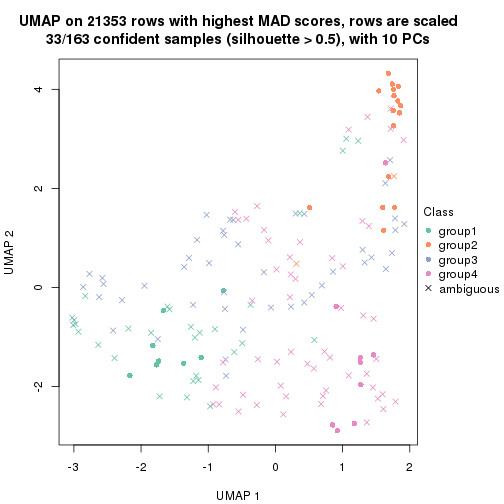 UMAP on 21353 rows with highest MAD scores, rows are scaled
33/163 confident samples (silhouette > 0.5), with 10 PCs
4
2
0
-2
UMAP 2
-3
-2
-1
0
1
2
UMAP 1
Class
group1
group2
group3
group4
ambiguous